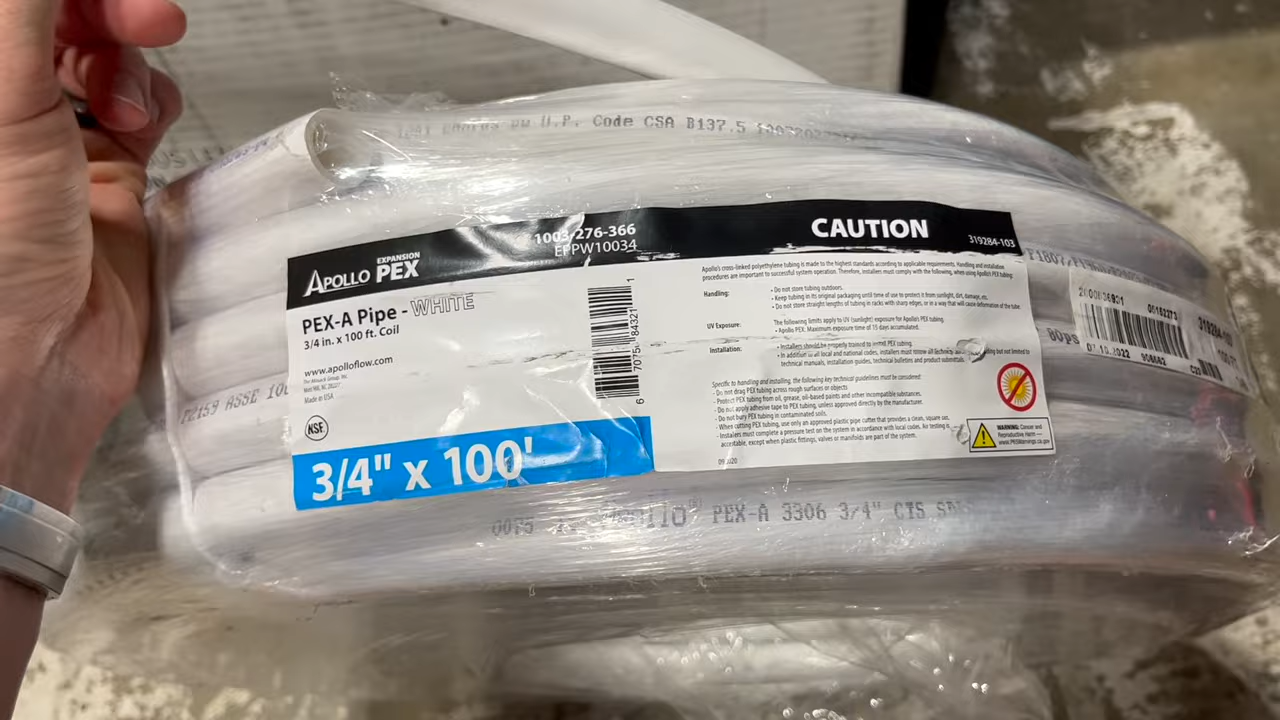 U.P. Code CSA B137.5
1003-276-366
EPPW10034
APOLLO EXPANSION PEX
PEX-A Pipe - WHITE
3/4 in. x 100 ft. Coil
www.apolloflow.com
Made in USA
NSF
3/4" x 100'
CAUTION
319284-103
Apollo's cross-linked polyethylene tubing is made to the highest standards according to applicable requirements. Handling and installation
procedures are important to successful system operation. Therefore, installers must comply with the following, when using Apollo's PEX tubing:
Handling:
- Do not store tubing outdoors.
- Keep tubing in its original packaging until time of use to protect it from sunlight, dirt, damage, etc.
- Do not store straight lengths of tubing in racks with sharp edges, or in a way that will cause deformation of the tube.
UV Exposure:
The following limits apply to UV (sunlight) exposure for Apollo's PEX tubing.
- Apollo PEX. Maximum exposure time of 15 days accumulated.
Installation:
- Installers should be properly trained to install PEX tubing.
- In addition to all local and national codes, installers must follow all technical but not limited to
technical manuals, installation guides, technical bulletins and product submittals
Specific to handling and installing, the following key technical guidelines must be considered:
- Do not drag PEX tubing across rough surfaces or objects
- Protect PEX tubing from oil, grease, oil-based paints and other incompatible substances.
- Do not apply adhesive tape to PEX tubing, unless approved directly by the manufacturer.
- Do not bury PEX tubing in contaminated soils.
- When cutting PEX tubing, use only an approved plastic pipe cutter that provides a clean, square cut.
- Installers must complete a pressure test on the system in accordance with local codes. Air testing is
acceptable, except when plastic fittings, valves or manifolds are part of the system.
WARNING: Cancer and
Reproductive Harm —
www.P65Warnings.ca.gov
00182373
80ps
F2159 ASSE
PEX-A 3306 3/4" CTS